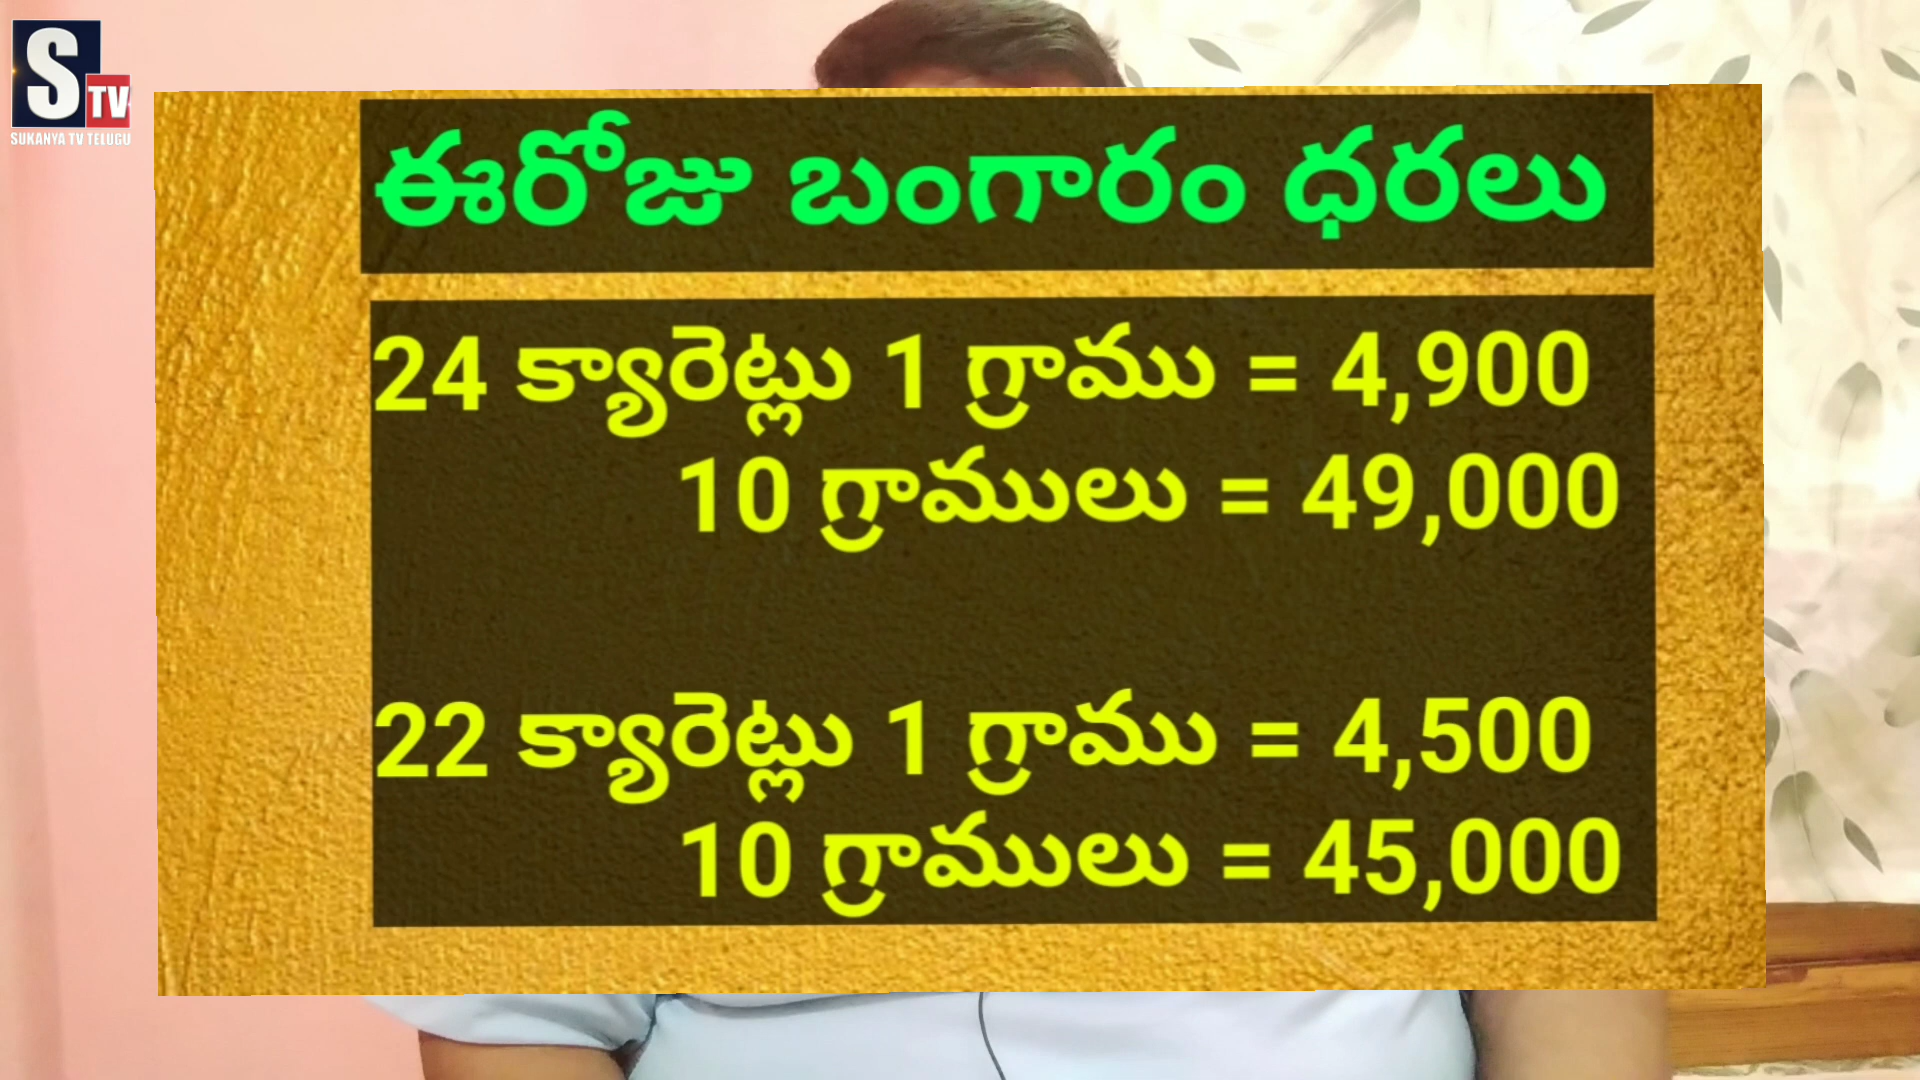 S TV
SUKANYA TV TELUGU
ఈరోజు బంగారం ధరలు
24 క్యారెట్లు 1 గ్రాము = 4,900
10 గ్రాములు = 49,000
22 క్యారెట్లు 1 గ్రాము = 4,500
10 గ్రాములు = 45,000